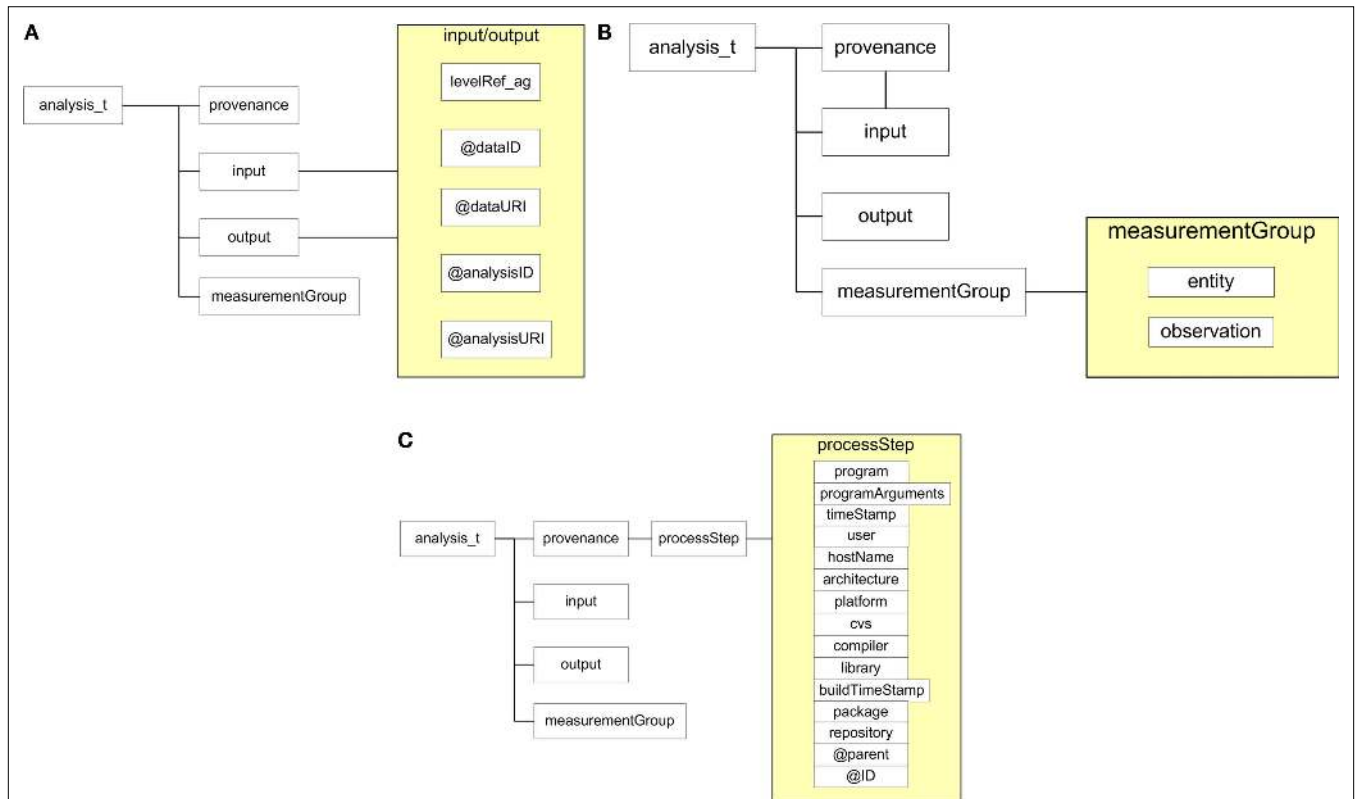 A
analysis_t
provenance
input
output
measurementGroup
input/output
levelRef_ag
@dataID
@dataURI
@analysisID
@analysisURI
B
analysis_t
provenance
input
output
measurementGroup
measurementGroup
entity
observation
C
analysis_t
provenance
processStep
input
output
measurementGroup
processStep
program
programArguments
timeStamp
user
hostName
architecture
platform
cvs
compiler
library
buildTimeStamp
package
repository
@parent
@ID